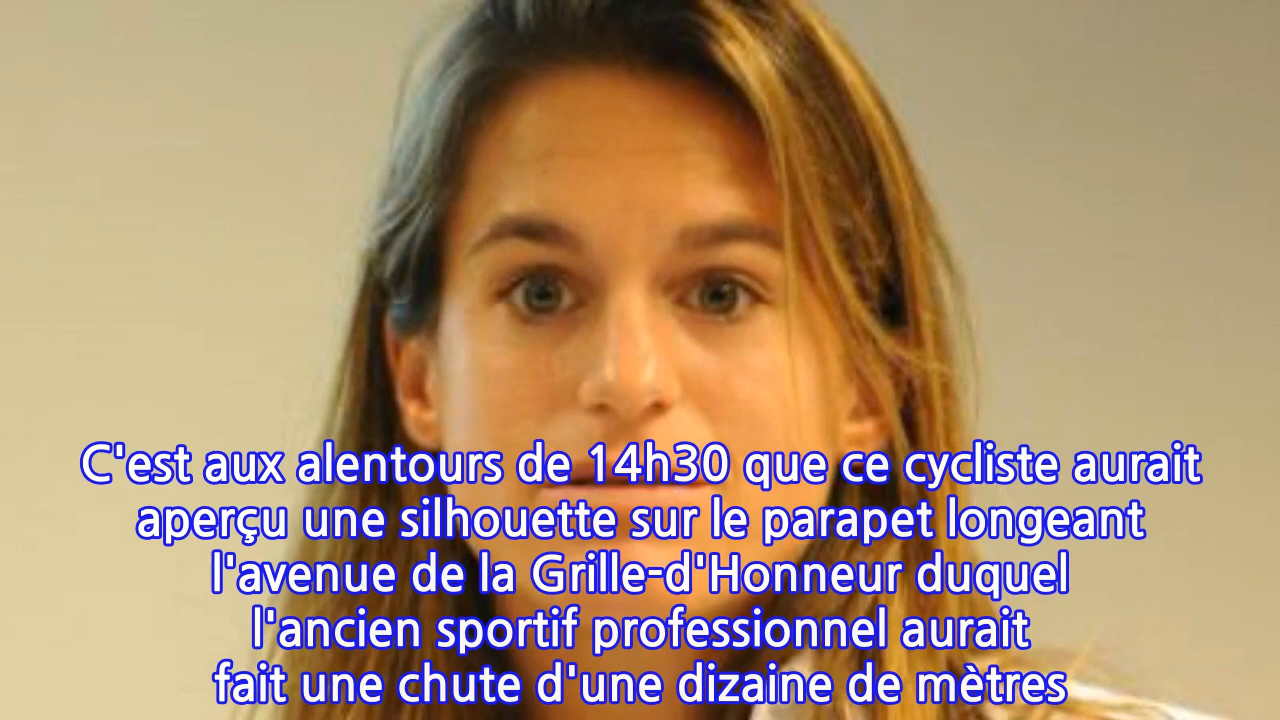 C'est aux alentours de 14h30 que ce cycliste aurait
aperçu une silhouette sur le parapet longeant
l'avenue de la Grille-d'Honneur duquel
l'ancien sportif professionnel aurait
fait une chute d'une dizaine de mètres